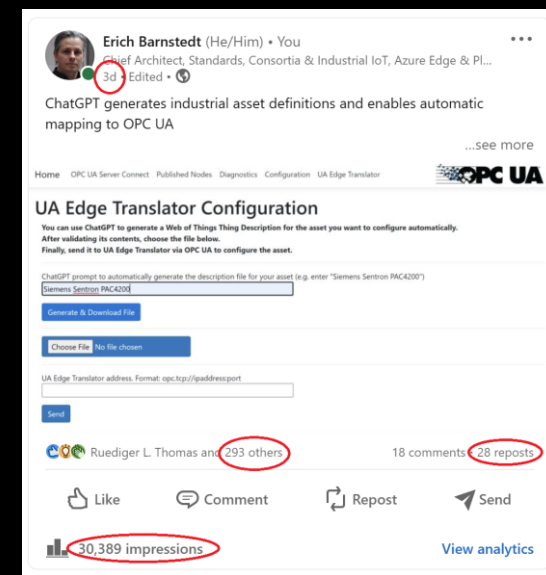 Erich Barnstedt (He/Him) • You
Chief Architect, Standards, Consortia & Industrial IoT, Azure Edge & Pl...
3d • Edited •
ChatGPT generates industrial asset definitions and enables automatic
mapping to OPC UA
...see more
Home OPC UA Server Connect Published Nodes Diagnostics Configuration UA Edge Translator
OPC UA
UA Edge Translator Configuration
You can use ChatGPT to generate a Web of Things Thing Description for the asset you want to configure automatically.
After validating its contents, choose the file below.
Finally, send it to UA Edge Translator via OPC UA to configure the asset.
ChatGPT prompt to automatically generate the description file for your asset (e.g. enter "Siemens Sentron PAC4200")
Siemens Sentron PAC4200
Generate & Download File
Choose File No file chosen
UA Edge Translator address. Format: opc.tcp://ipaddress:port
Send
Ruediger L. Thomas and 293 others 18 comments • 28 reposts
Like Comment Repost Send
30,389 impressions View analytics